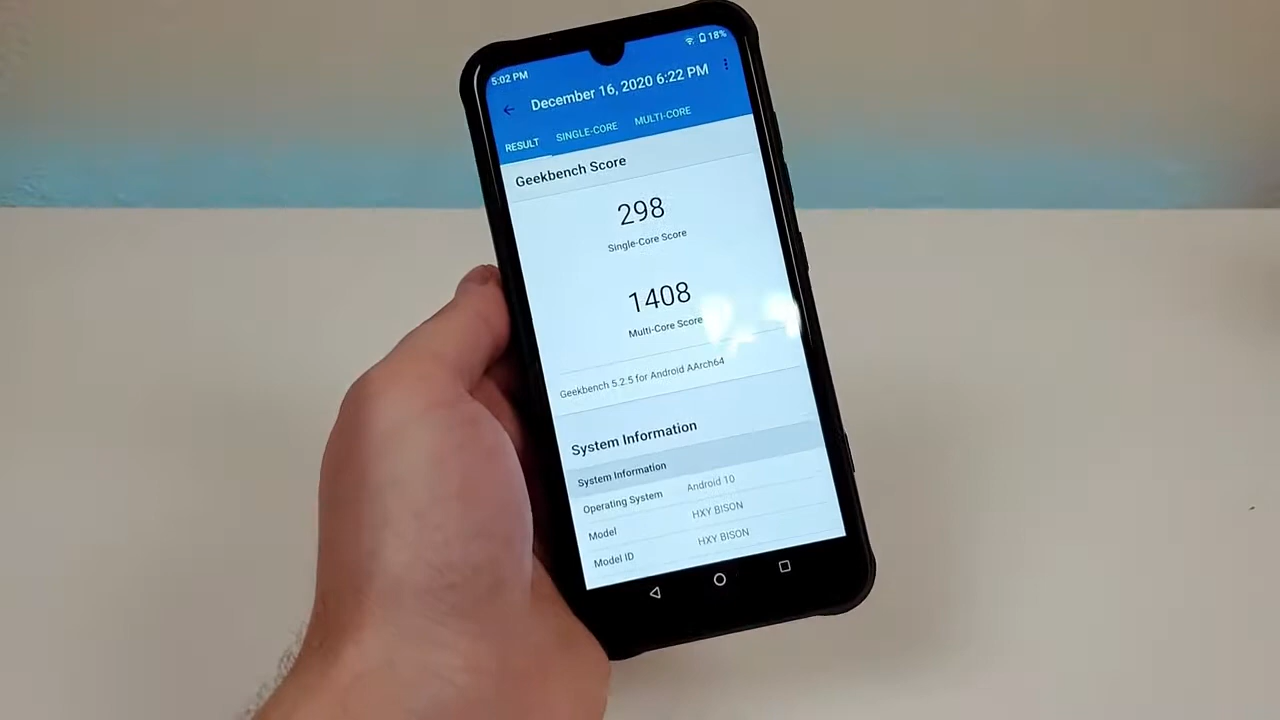 5:02 PM 18%
December 16, 2020 6:22 PM
RESULT SINGLE-CORE MULTI-CORE
Geekbench Score
298
Single-Core Score
1408
Multi-Core Score
Geekbench 5.2.5 for Android AArch64
System Information
System Information
Operating System Android 10
Model HXY BISON
Model ID HXY BISON